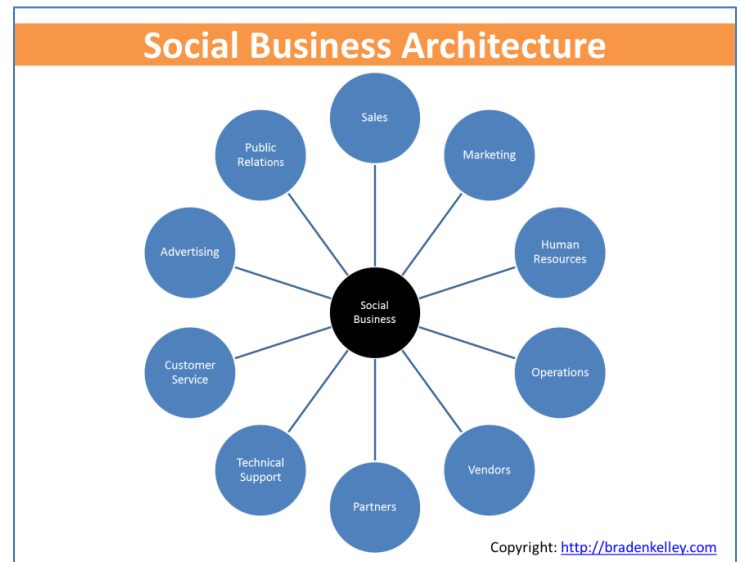 Social Business Architecture
Sales
Public
Relations
Marketing
Advertising
Human
Resources
Social
Business
Customer
Service
Operations
Technical
Support
Vendors
Partners
Copyright: http://bradenkelley.com